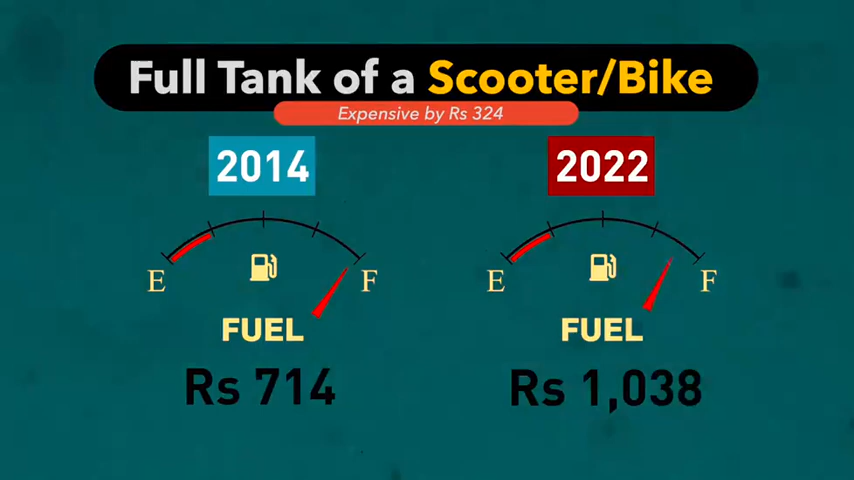 Full Tank of a Scooter/Bike
Expensive by Rs 324
2014
2022
E
F
E
F
FUEL
FUEL
Rs 714
Rs 1,038